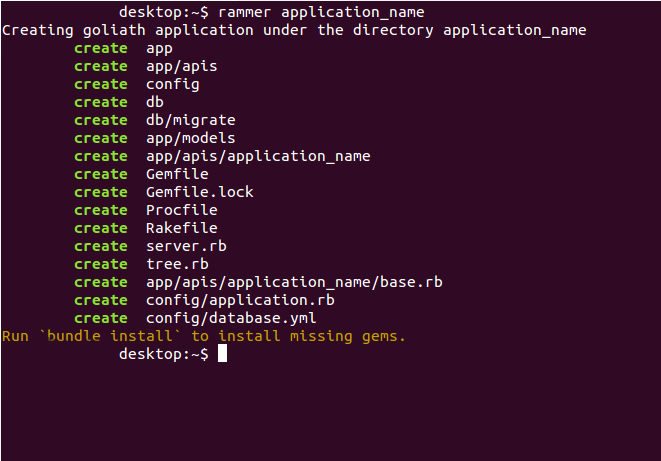 desktop:~$ rammer application_name
Creating goliath application under the directory application_name
create app
create app/apis
create config
create db
create db/migrate
create app/models
create app/apis/application_name
create Gemfile
create Gemfile.lock
create Procfile
create Rakefile
create server.rb
create tree.rb
create app/apis/application_name/base.rb
create config/application.rb
create config/database.yml
Run `bundle install` to install missing gems.
desktop:~$